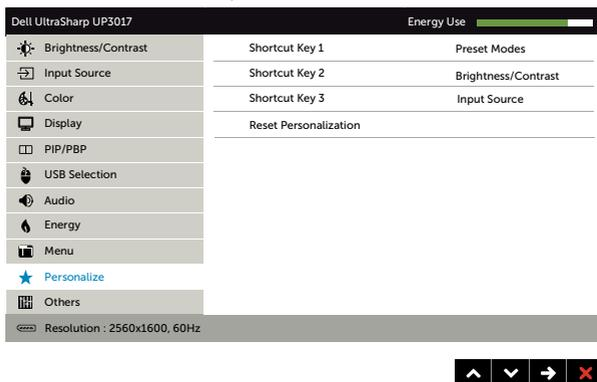 Dell UltraSharp UP3017 Energy Use
Brightness/Contrast Shortcut Key 1 Preset Modes
Input Source Shortcut Key 2 Brightness/Contrast
Color Shortcut Key 3 Input Source
Display Reset Personalization
PIP/PBP
USB Selection
Audio
Energy
Menu
Personalize
Others
Resolution : 2560x1600, 60Hz